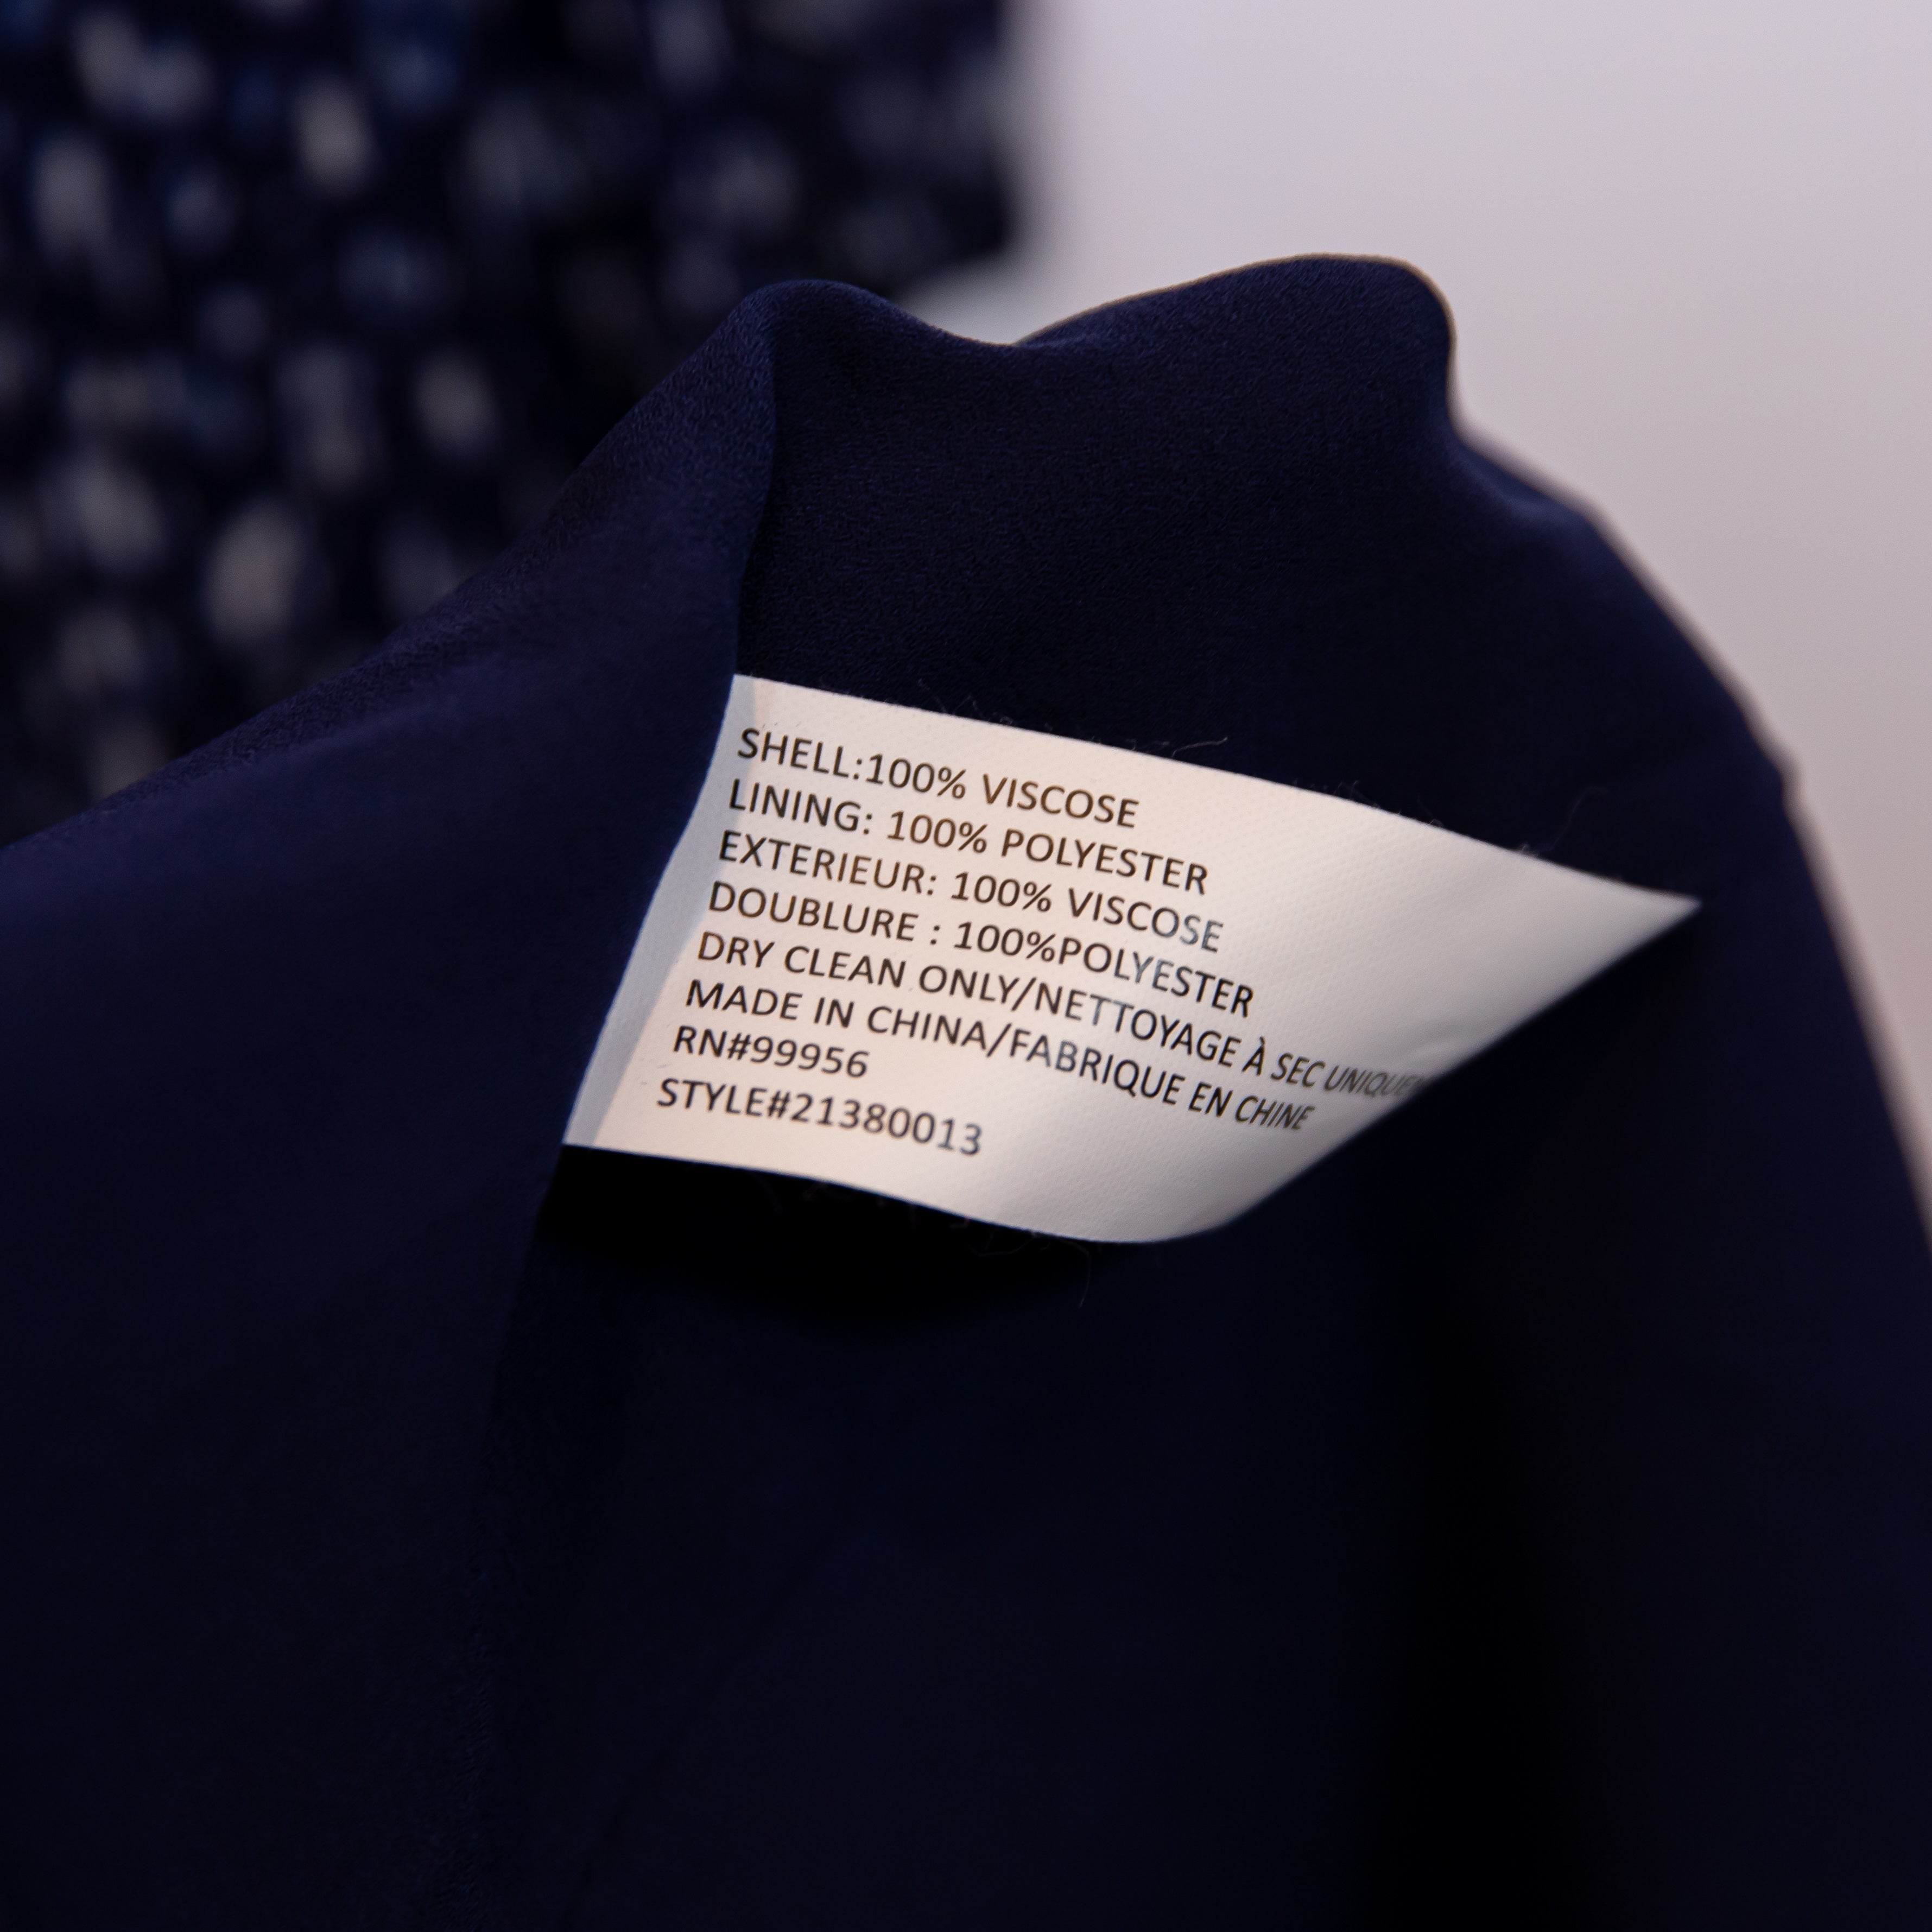 SHELL:100% VISCOSE
LINING: 100% POLYESTER
EXTERIEUR: 100% VISCOSE
DOUBLURE : 100%POLYESTER
DRY CLEAN ONLY/NETTOYAGE À SEC
MADE IN CHINA/FABRIQUE EN CHINE
RN#99956
STYLE#21380013